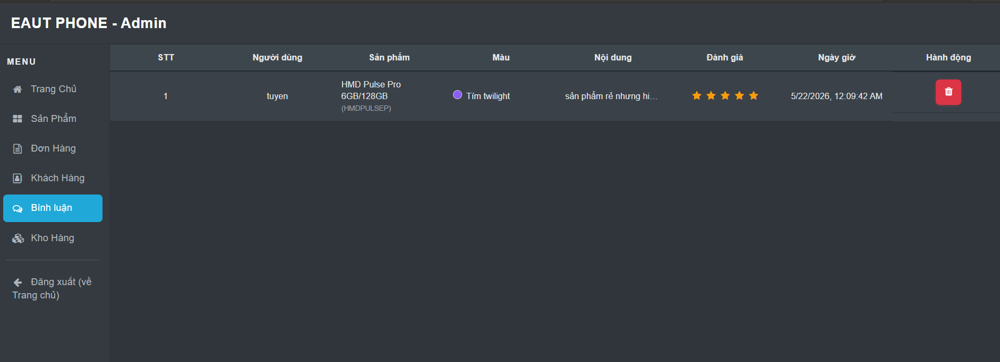 EAUT PHONE - Admin
MENU
Trang Chủ
Sản Phẩm
Đơn Hàng
Khách Hàng
Bình luận
Kho Hàng
Đăng xuất (về
Trang chủ)
STT Người dùng Sản phẩm Màu Nội dung Đánh giá Ngày giờ Hành động
1 tuyen HMD Pulse Pro
6GB/128GB
(HMDPULSEP)
Tím twilight sản phẩm rẻ nhưng hi... 5/22/2026, 12:09:42 AM